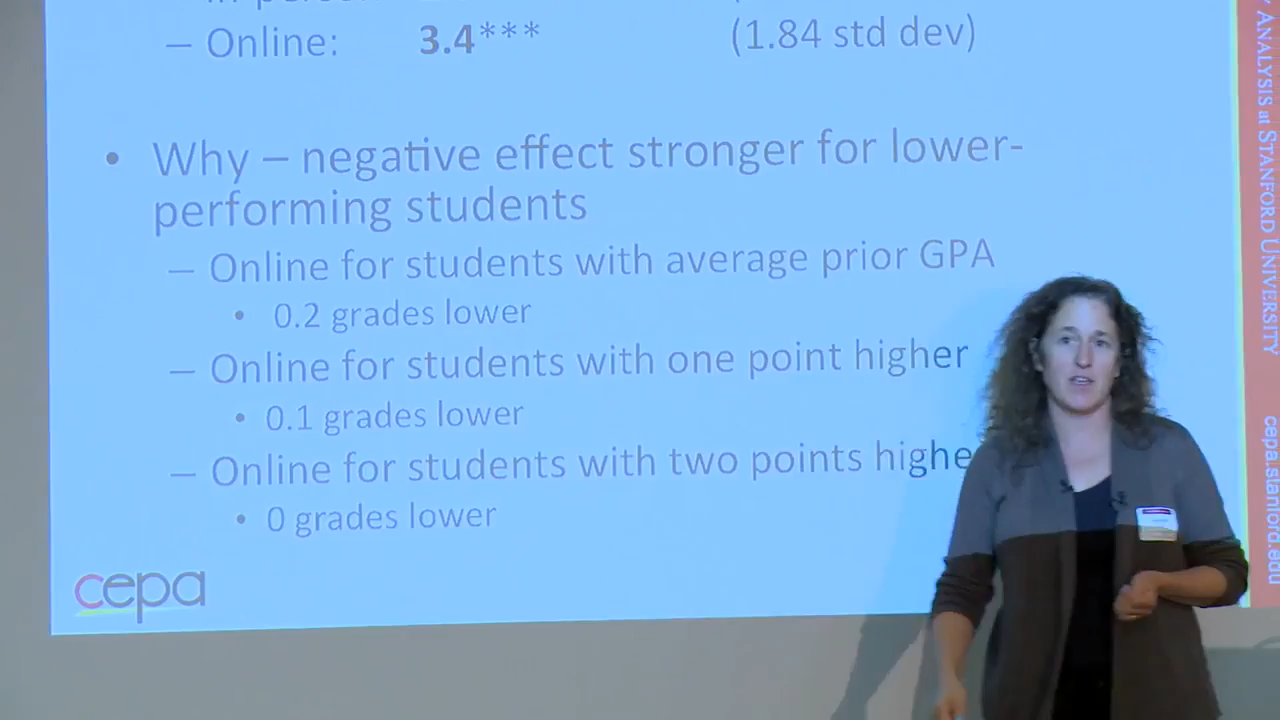 – Online: 3.4*** (1.84 std dev)
• Why – negative effect stronger for lower-
performing students
– Online for students with average prior GPA
• 0.2 grades lower
– Online for students with one point higher
• 0.1 grades lower
– Online for students with two points highe
• 0 grades lower
cepa
ANALYSIS at STANFORD UNIVERSITY
cepa.stanford.edu